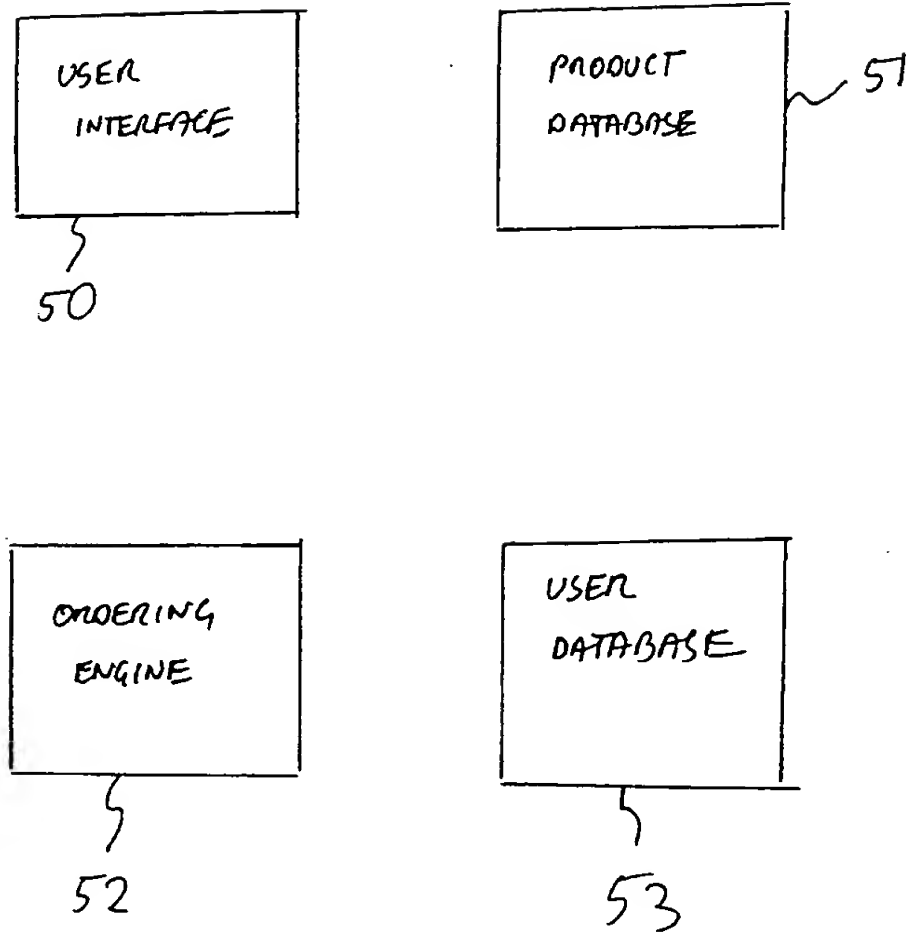 USER
INTERFACE
50
PRODUCT
DATABASE
51
ORDERING
ENGINE
52
USER
DATABASE
53